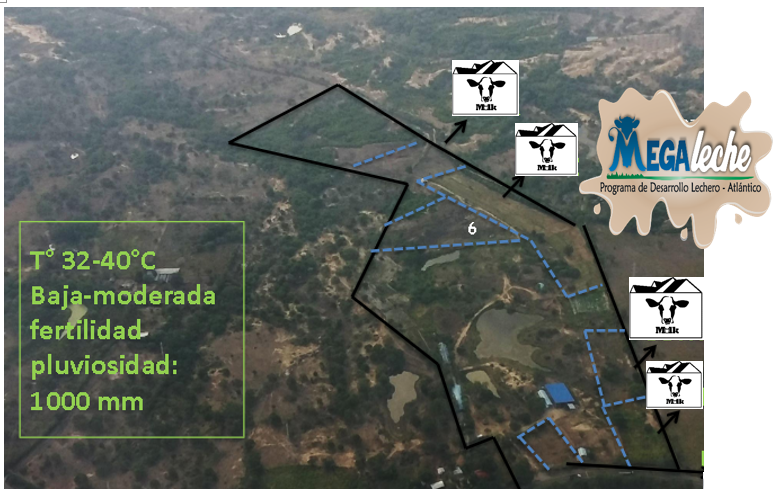 Milk
Milk
MEGAleche
Programa de Desarrollo Lechero - Atlántico
6
T° 32-40°C
Baja-moderada
fertilidad
pluviosidad:
1000 mm
Milk
Milk